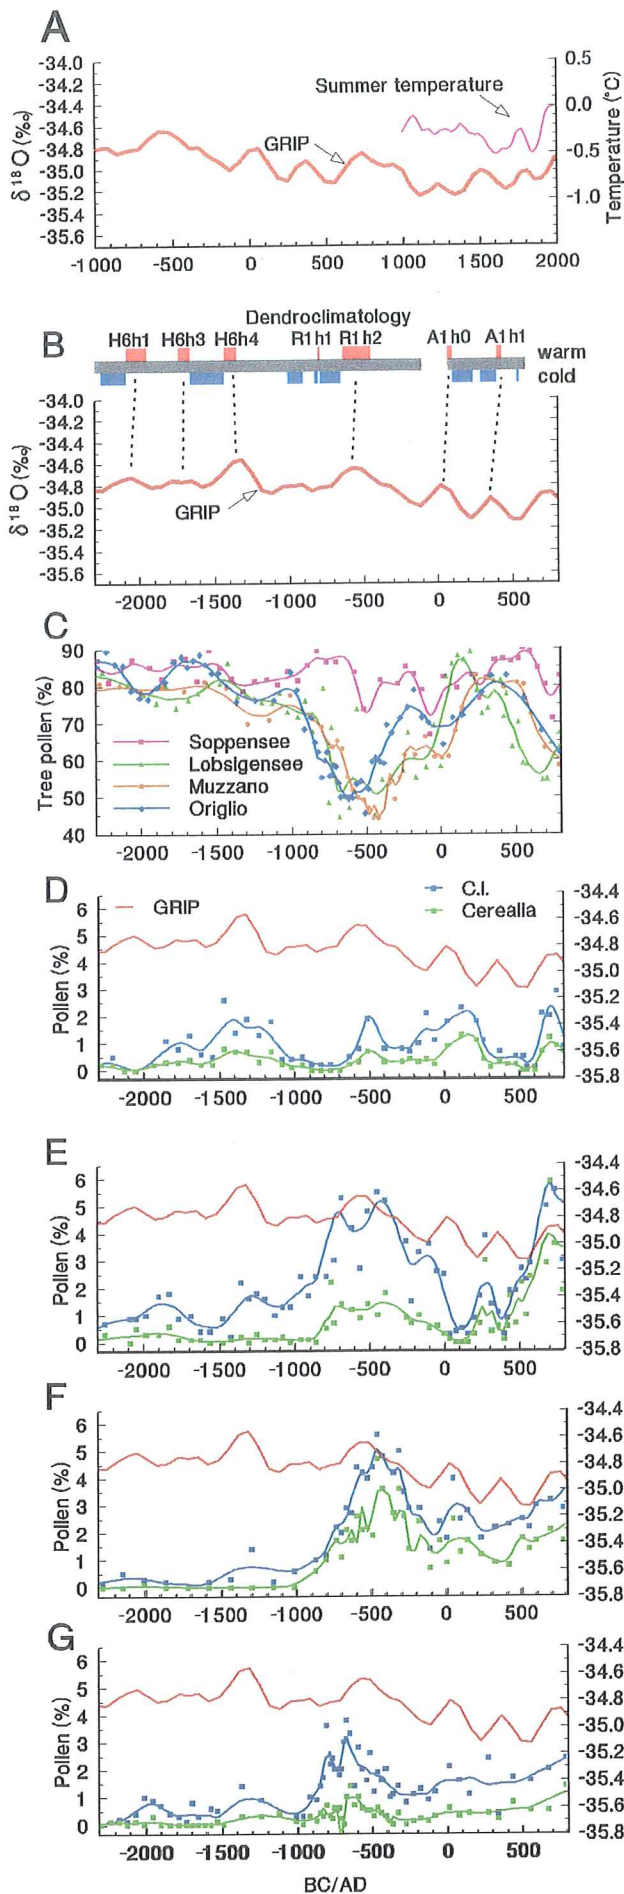 A
-34.0
-34.2
-34.4
-34.6
-34.8
-35.0
-35.2
-35.4
-35.6
δ¹⁸O (‰)
0.5
0.0
-0.5
-1.0
Temperature (°C)
Summer temperature
GRIP
-1000 -500 0 500 1000 1500 2000
Dendroclimatology
B
H6h1 H6h3 H6h4 R1h1 R1h2 A1h0 A1h1
warm
cold
-34.0
-34.2
-34.4
-34.6
-34.8
-35.0
-35.2
-35.4
-35.6
δ¹⁸O (‰)
GRIP
-2000 -1500 -1000 -500 0 500
C
90
80
70
60
50
40
Tree pollen (%)
Soppensee
Lobsigensee
Muzzano
Origlio
-2000 -1500 -1000 -500 0 500
D
6
5
4
3
2
1
0
Pollen (%)
GRIP
C.I.
Cerealia
-34.4
-34.6
-34.8
-35.0
-35.2
-35.4
-35.6
-35.8
-2000 -1500 -1000 -500 0 500
E
6
5
4
3
2
1
0
Pollen (%)
-34.4
-34.6
-34.8
-35.0
-35.2
-35.4
-35.6
-35.8
-2000 -1500 -1000 -500 0 500
F
6
5
4
3
2
1
0
Pollen (%)
-34.4
-34.6
-34.8
-35.0
-35.2
-35.4
-35.6
-35.8
-2000 -1500 -1000 -500 0 500
G
6
5
4
3
2
1
0
Pollen (%)
-34.4
-34.6
-34.8
-35.0
-35.2
-35.4
-35.6
-35.8
-2000 -1500 -1000 -500 0 500
BC/AD